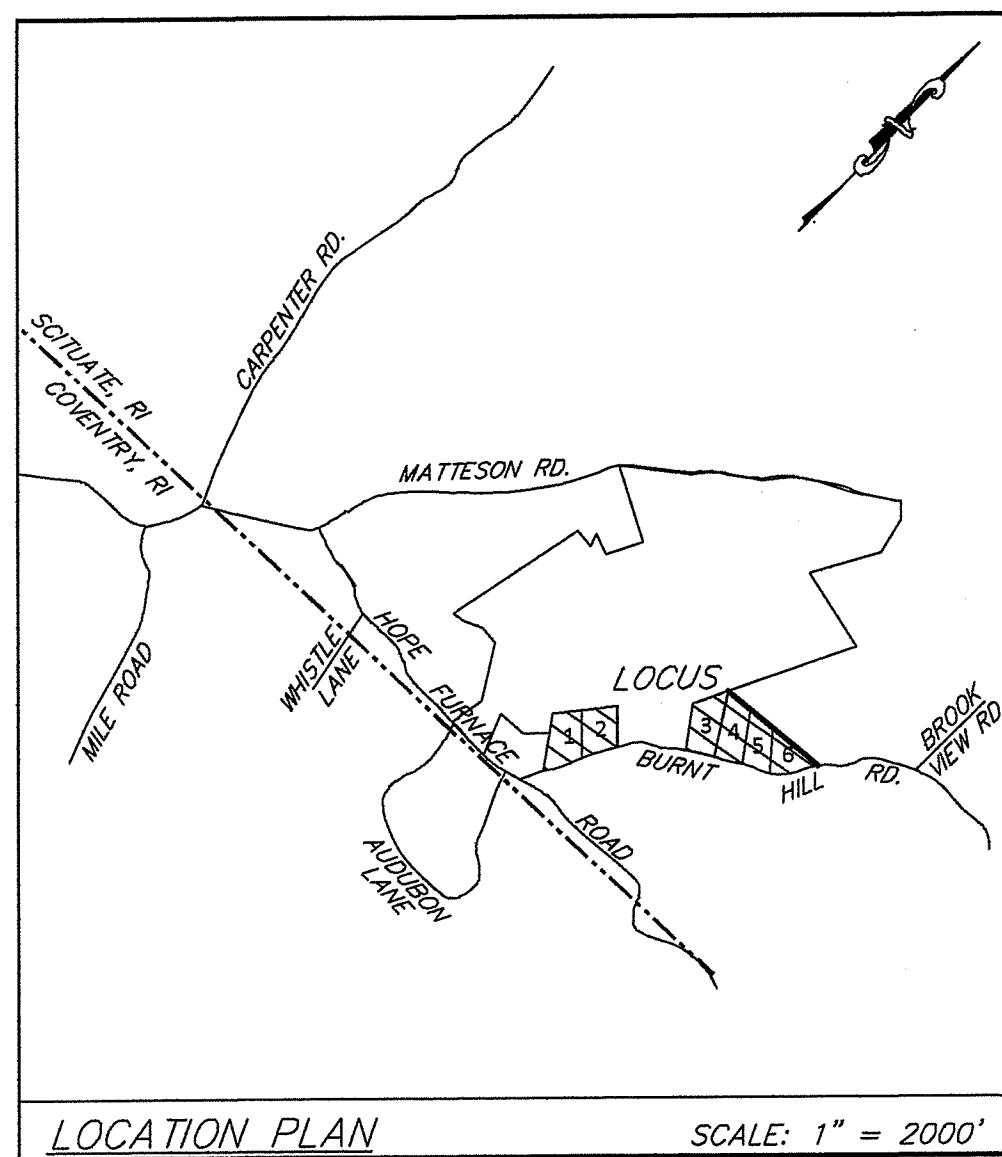 CARPENTER RD.
SCITUATE, RI
COVENTRY, RI
MATTESON RD.
MILE ROAD
WHISTLE
LANE
HOPE
FURNACE
ROAD
LOCUS
1
2
3
4
5
6
BURNT
HILL
RD.
BROOK
VIEW RD.
AUDUBON
LANE
LOCATION PLAN
SCALE: 1" = 2000'